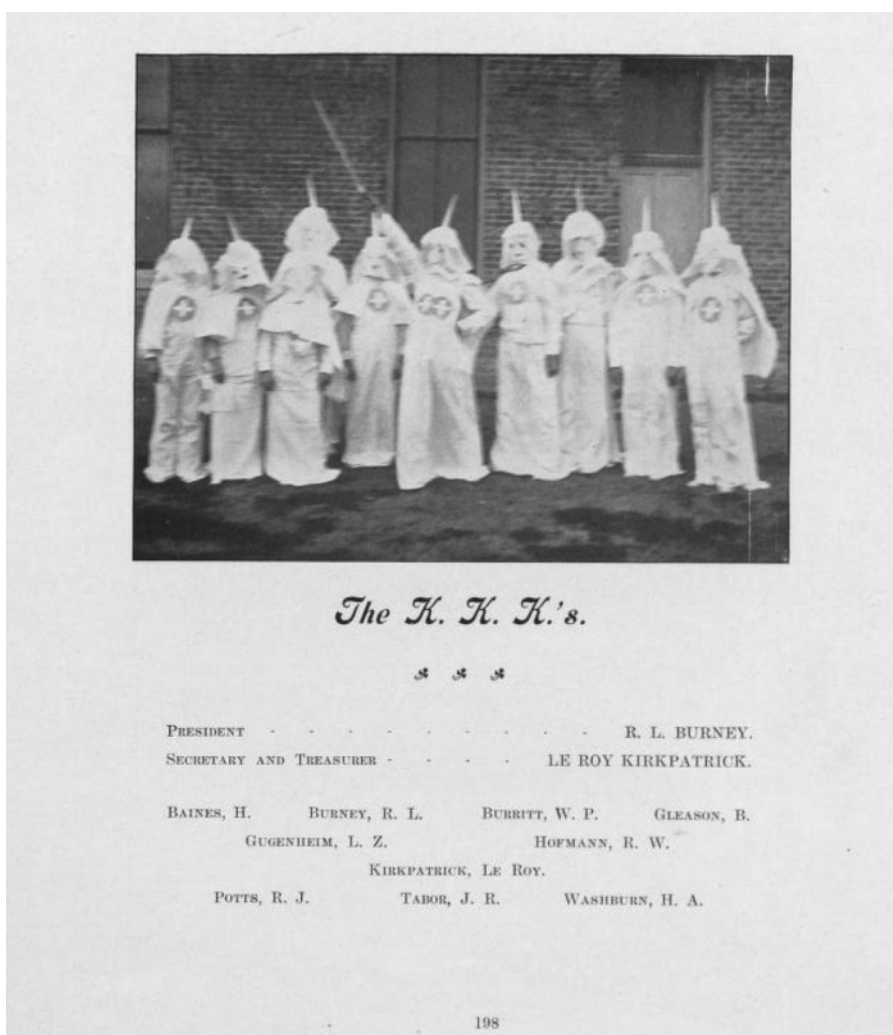 The K. K. K.'s.
PRESIDENT - - - - - - - - - R. L. BURNEY.
SECRETARY AND TREASURER - - - - LE ROY KIRKPATRICK.
BAINES, H. BURNEY, R. L. BURRITT, W. P. GLEASON, B.
GUGENHEIM, L. Z. HOFMANN, R. W.
KIRKPATRICK, LE ROY.
POTTS, R. J. TABOR, J. R. WASHBURN, H. A.
198